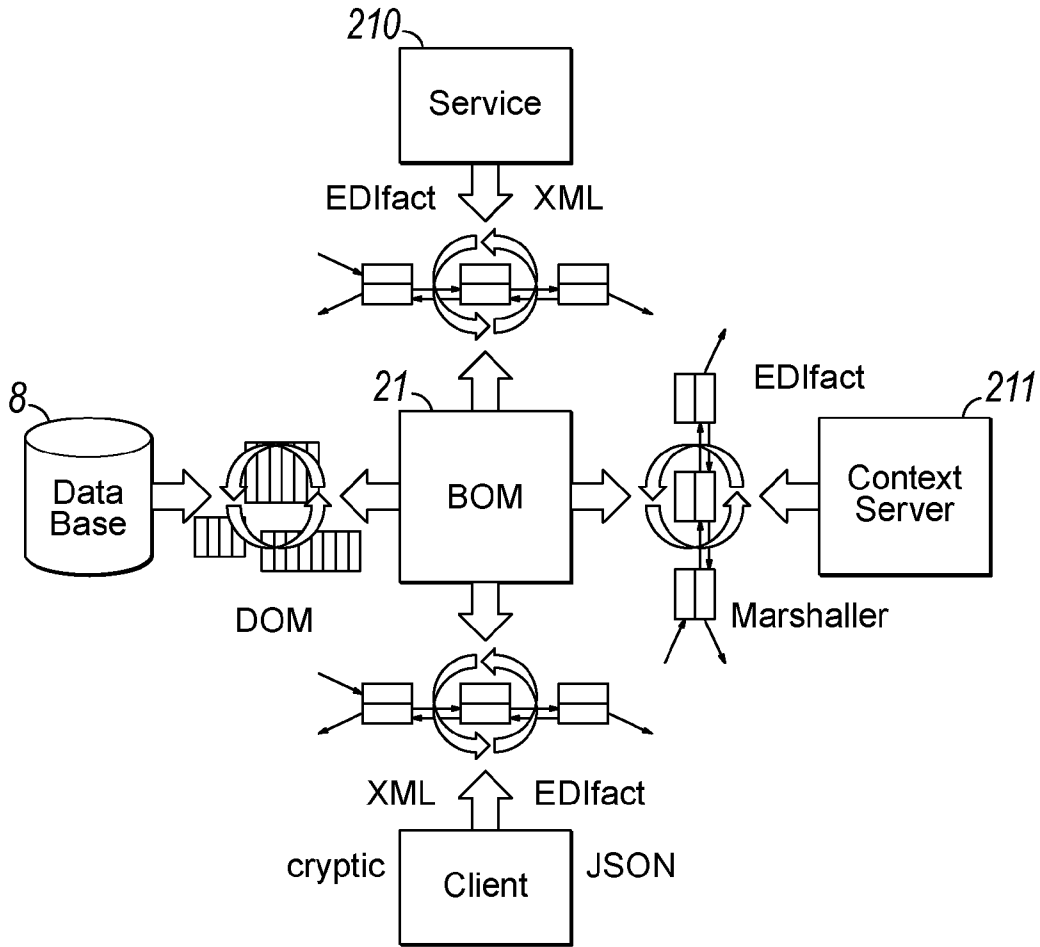 210
Service
EDIfact XML
8
Data
Base
DOM
21
BOM
EDIfact
211
Context
Server
Marshaller
XML EDIfact
cryptic
Client
JSON